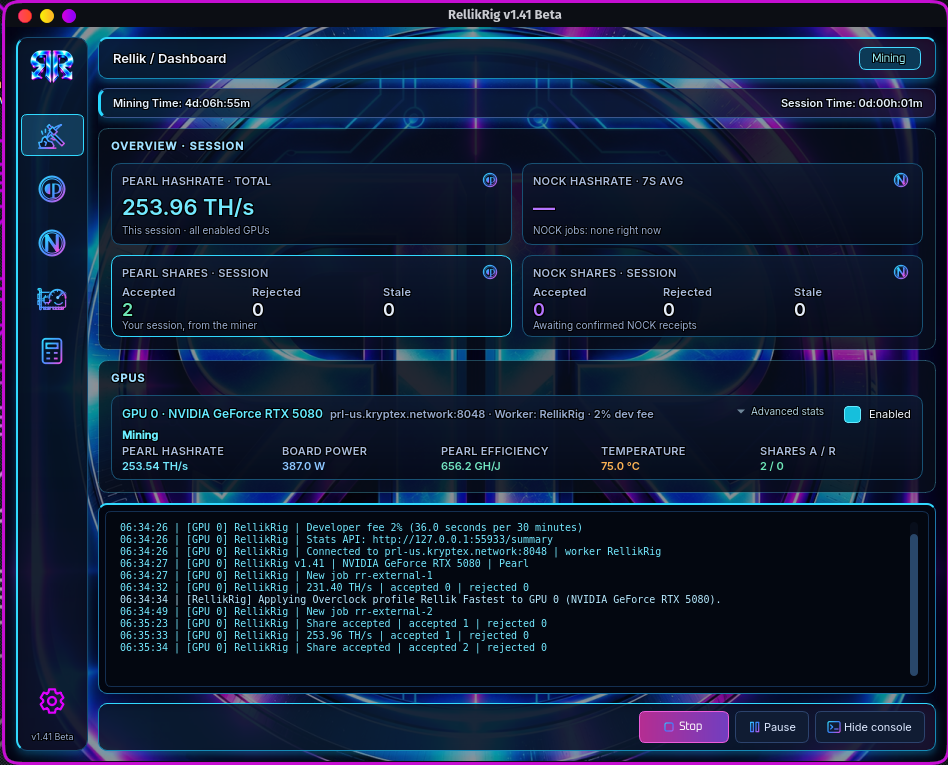 RellikRig v1.41 Beta
Rellik / Dashboard
Mining
Mining Time: 4d:06h:55m
Session Time: 0d:00h:01m
OVERVIEW · SESSION
PEARL HASHRATE · TOTAL
253.96 TH/s
This session · all enabled GPUs
NOCK HASHRATE · 7S AVG
—
NOCK jobs: none right now
PEARL SHARES · SESSION
Accepted Rejected Stale
2 0 0
Your session, from the miner
NOCK SHARES · SESSION
Accepted Rejected Stale
0 0 0
Awaiting confirmed NOCK receipts
GPUS
GPU 0 · NVIDIA GeForce RTX 5080 prl-us.kryptex.network:8048 · Worker: RellikRig · 2% dev fee Advanced stats Enabled
Mining
PEARL HASHRATE BOARD POWER PEARL EFFICIENCY TEMPERATURE SHARES A / R
253.54 TH/s 387.0 W 656.2 GH/J 75.0 °C 2 / 0
06:34:26 | [GPU 0] RellikRig | Developer fee 2% (36.0 seconds per 30 minutes)
06:34:26 | [GPU 0] RellikRig | Stats API: http://127.0.0.1:55933/summary
06:34:26 | [GPU 0] RellikRig | Connected to prl-us.kryptex.network:8048 | worker RellikRig
06:34:27 | [GPU 0] RellikRig v1.41 | NVIDIA GeForce RTX 5080 | Pearl
06:34:27 | [GPU 0] RellikRig | New job rr-external-1
06:34:32 | [GPU 0] RellikRig | 231.40 TH/s | accepted 0 | rejected 0
06:34:34 | [RellikRig] Applying Overclock profile Rellik Fastest to GPU 0 (NVIDIA GeForce RTX 5080).
06:34:49 | [GPU 0] RellikRig | New job rr-external-2
06:35:23 | [GPU 0] RellikRig | Share accepted | accepted 1 | rejected 0
06:35:33 | [GPU 0] RellikRig | 253.96 TH/s | accepted 1 | rejected 0
06:35:34 | [GPU 0] RellikRig | Share accepted | accepted 2 | rejected 0
v1.41 Beta
Stop
Pause
Hide console